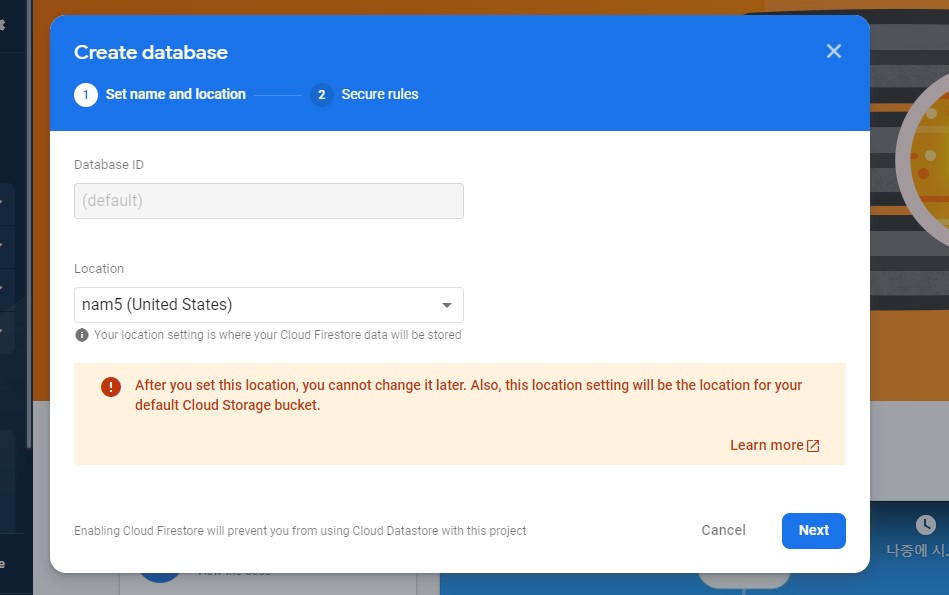 Create database
1 Set name and location 2 Secure rules
Database ID
(default)
Location
nam5 (United States)
Your location setting is where your Cloud Firestore data will be stored
After you set this location, you cannot change it later. Also, this location setting will be the location for your
default Cloud Storage bucket.
Learn more
Enabling Cloud Firestore will prevent you from using Cloud Datastore with this project
Cancel
Next
나중에 시...